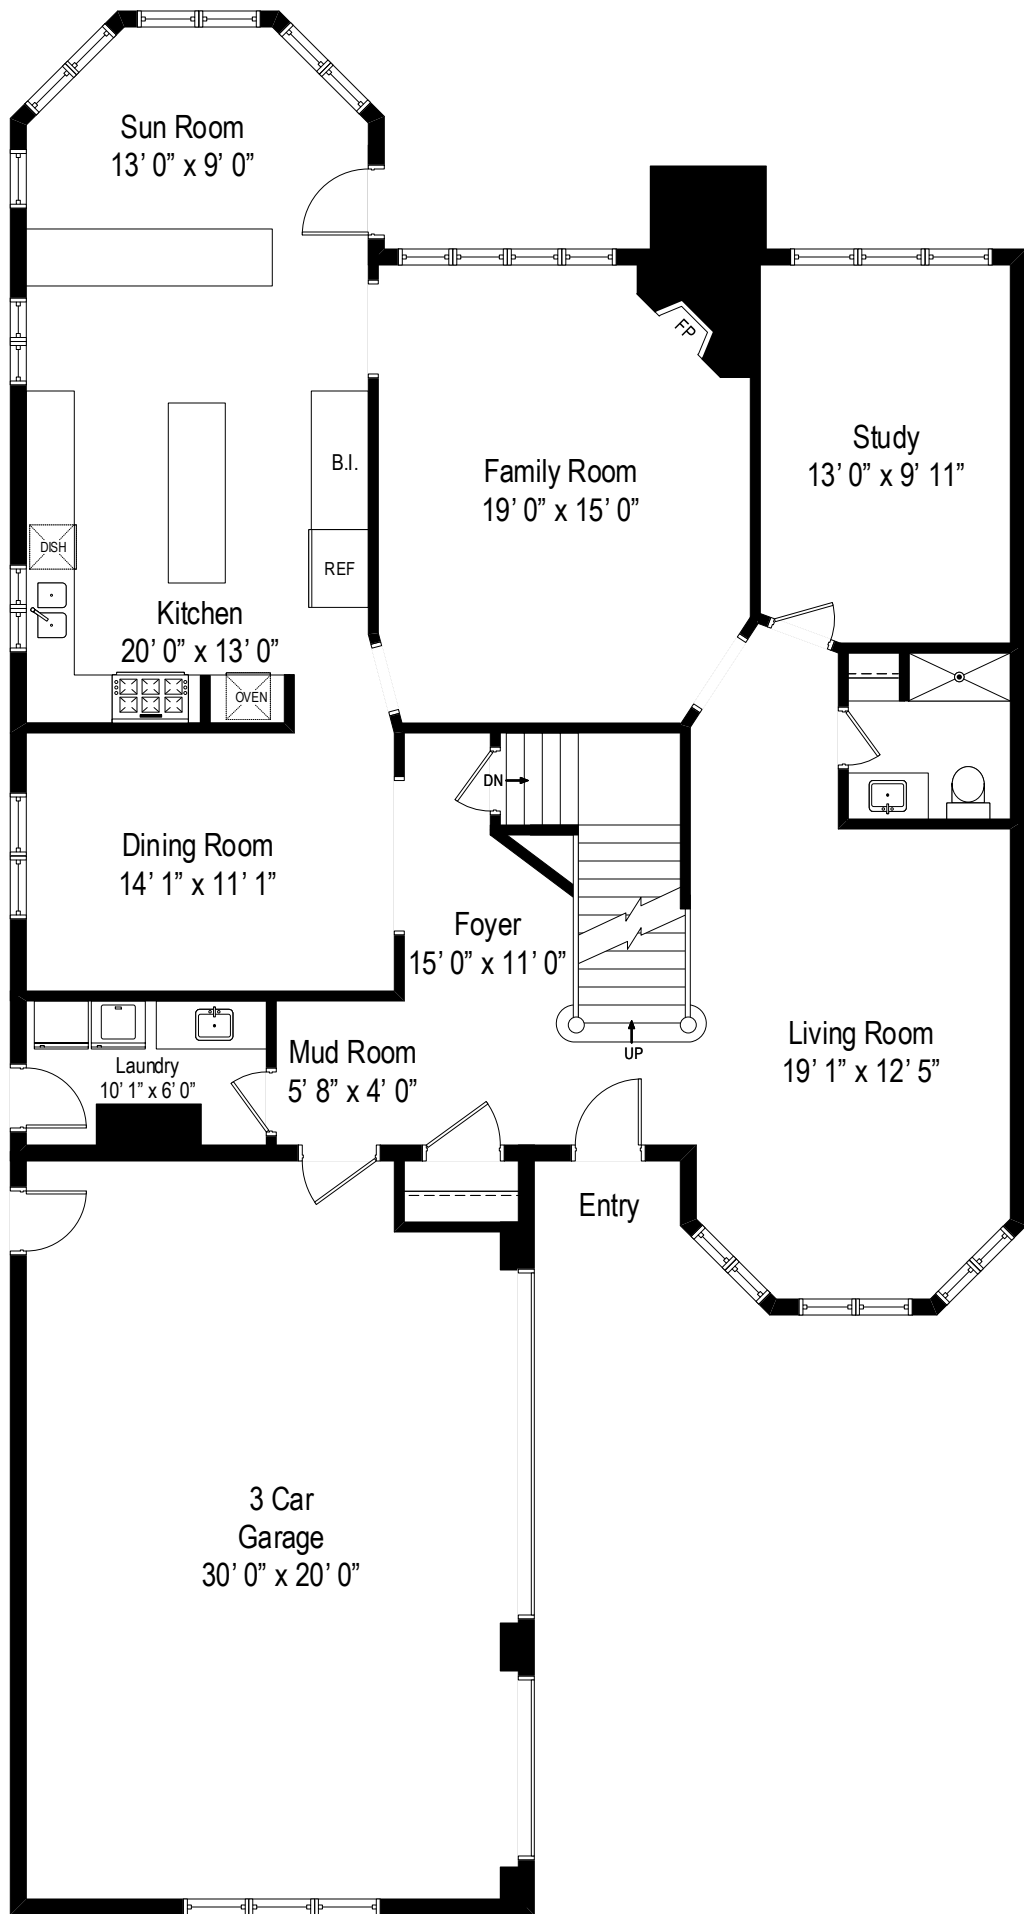 Sun Room
13’ 0” x 9’ 0”
FP
Study
13’ 0” x 9’ 11”
B.I.
Family Room
19’ 0” x 15’ 0”
DISH
REF
Kitchen
20’ 0” x 13’ 0”
OVEN
DN
Dining Room
14’ 1” x 11’ 1”
Foyer
15’ 0” x 11’ 0”
Living Room
19’ 1” x 12’ 5”
UP
Mud Room
5’ 8” x 4’ 0”
Laundry
10’ 1” x 6’ 0”
Entry
3 Car
Garage
30’ 0” x 20’ 0”